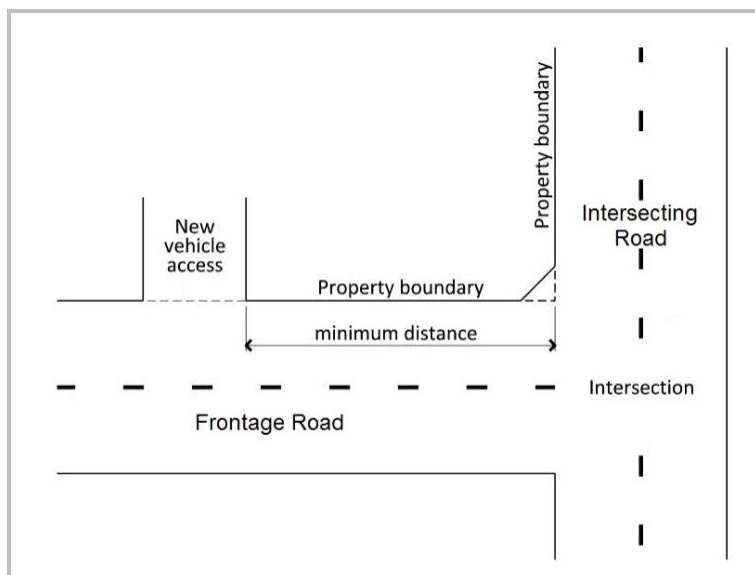 Property boundary
New
vehicle
access
Intersecting
Road
Property boundary
minimum distance
Intersection
Frontage Road